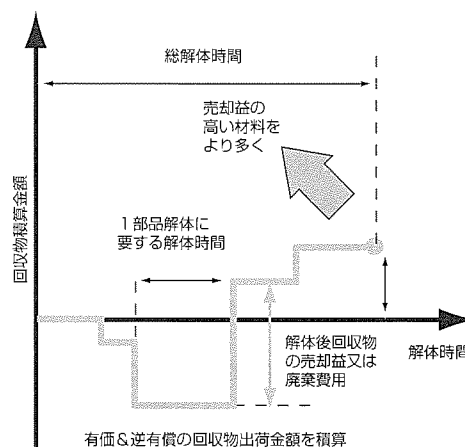 総解体時間
売却益の
高い材料を
より多く
回収物積算金額
1部品解体に
要する解体時間
解体後回収物
の売却益又は
廃棄費用
解体時間
有価&逆有償の回収物出荷金額を積算